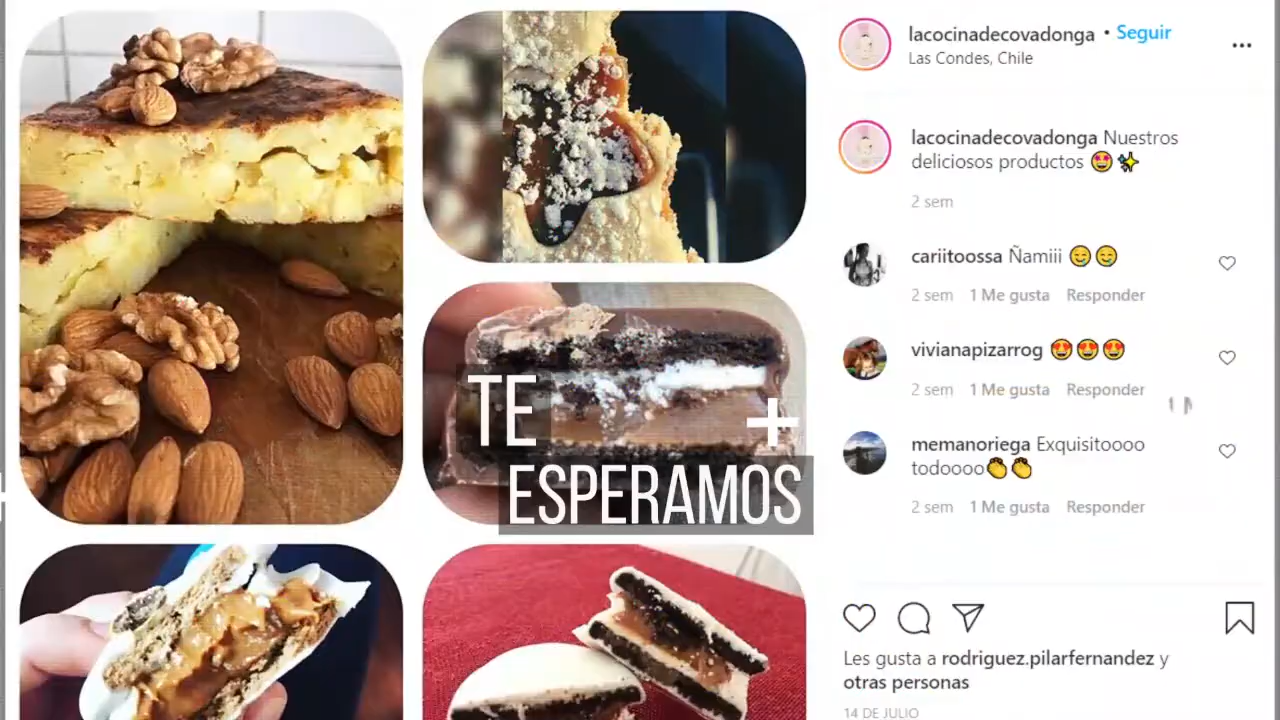 TE
ESPERAMOS
lacocinadecovadonga • Seguir
Las Condes, Chile
lacocinadecovadonga Nuestros
deliciosos productos 🤩✨
2 sem
cariitoossa Ñamiii 🤤🤤
2 sem 1 Me gusta Responder
vivianapizarrog 😍😍😍
2 sem 1 Me gusta Responder
memanoriega Exquisitoooo
todoooo👏👏
2 sem 1 Me gusta Responder
Les gusta a rodriguez.pilarfernandez y
otras personas
14 DE JULIO